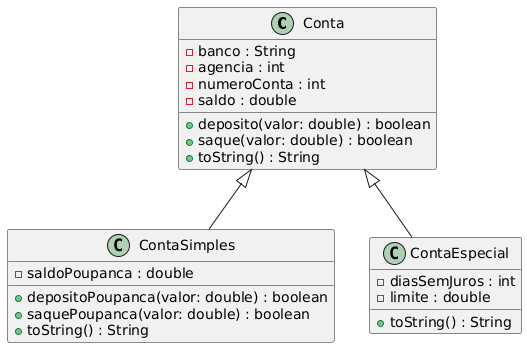 C Conta
banco : String
agencia : int
numeroConta : int
saldo : double
deposito(valor: double) : boolean
saque(valor: double) : boolean
toString() : String
C ContaSimples
saldoPoupanca : double
depositoPoupanca(valor: double) : boolean
saquePoupanca(valor: double) : boolean
toString() : String
C ContaEspecial
diasSemJuros : int
limite : double
toString() : String